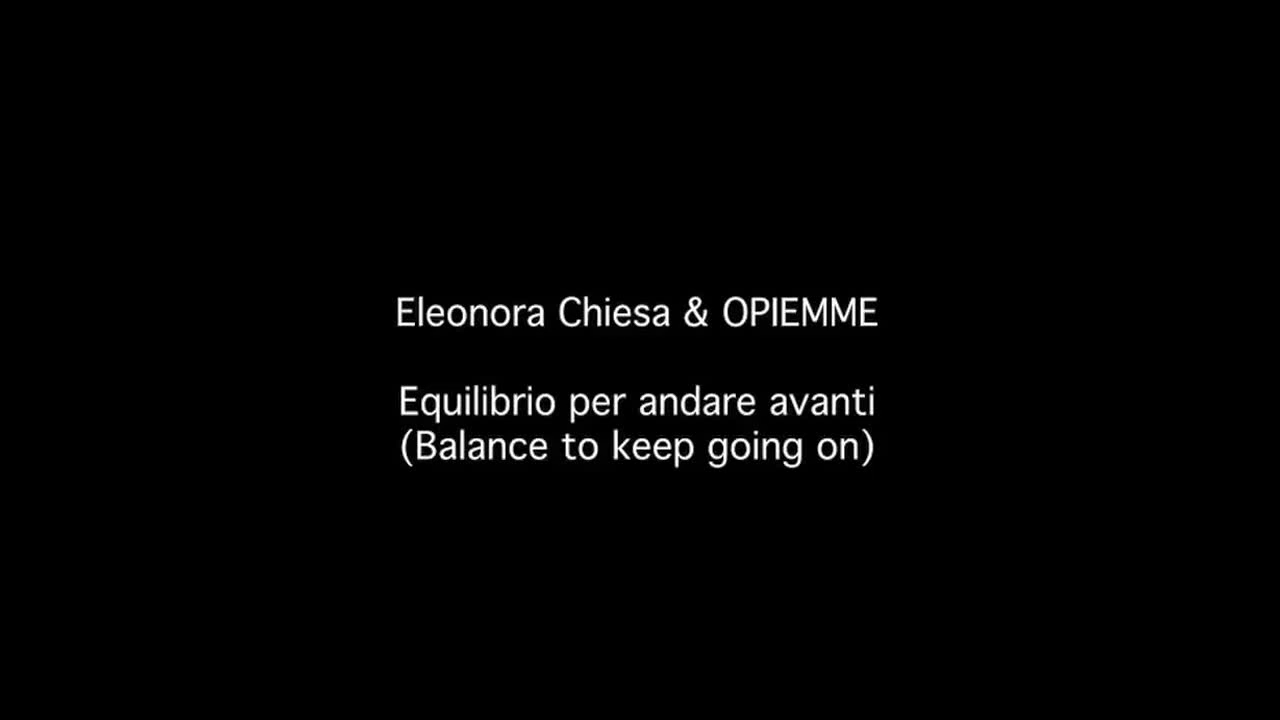 Eleonora Chiesa & OPIEMME
Equilibrio per andare avanti
(Balance to keep going on)